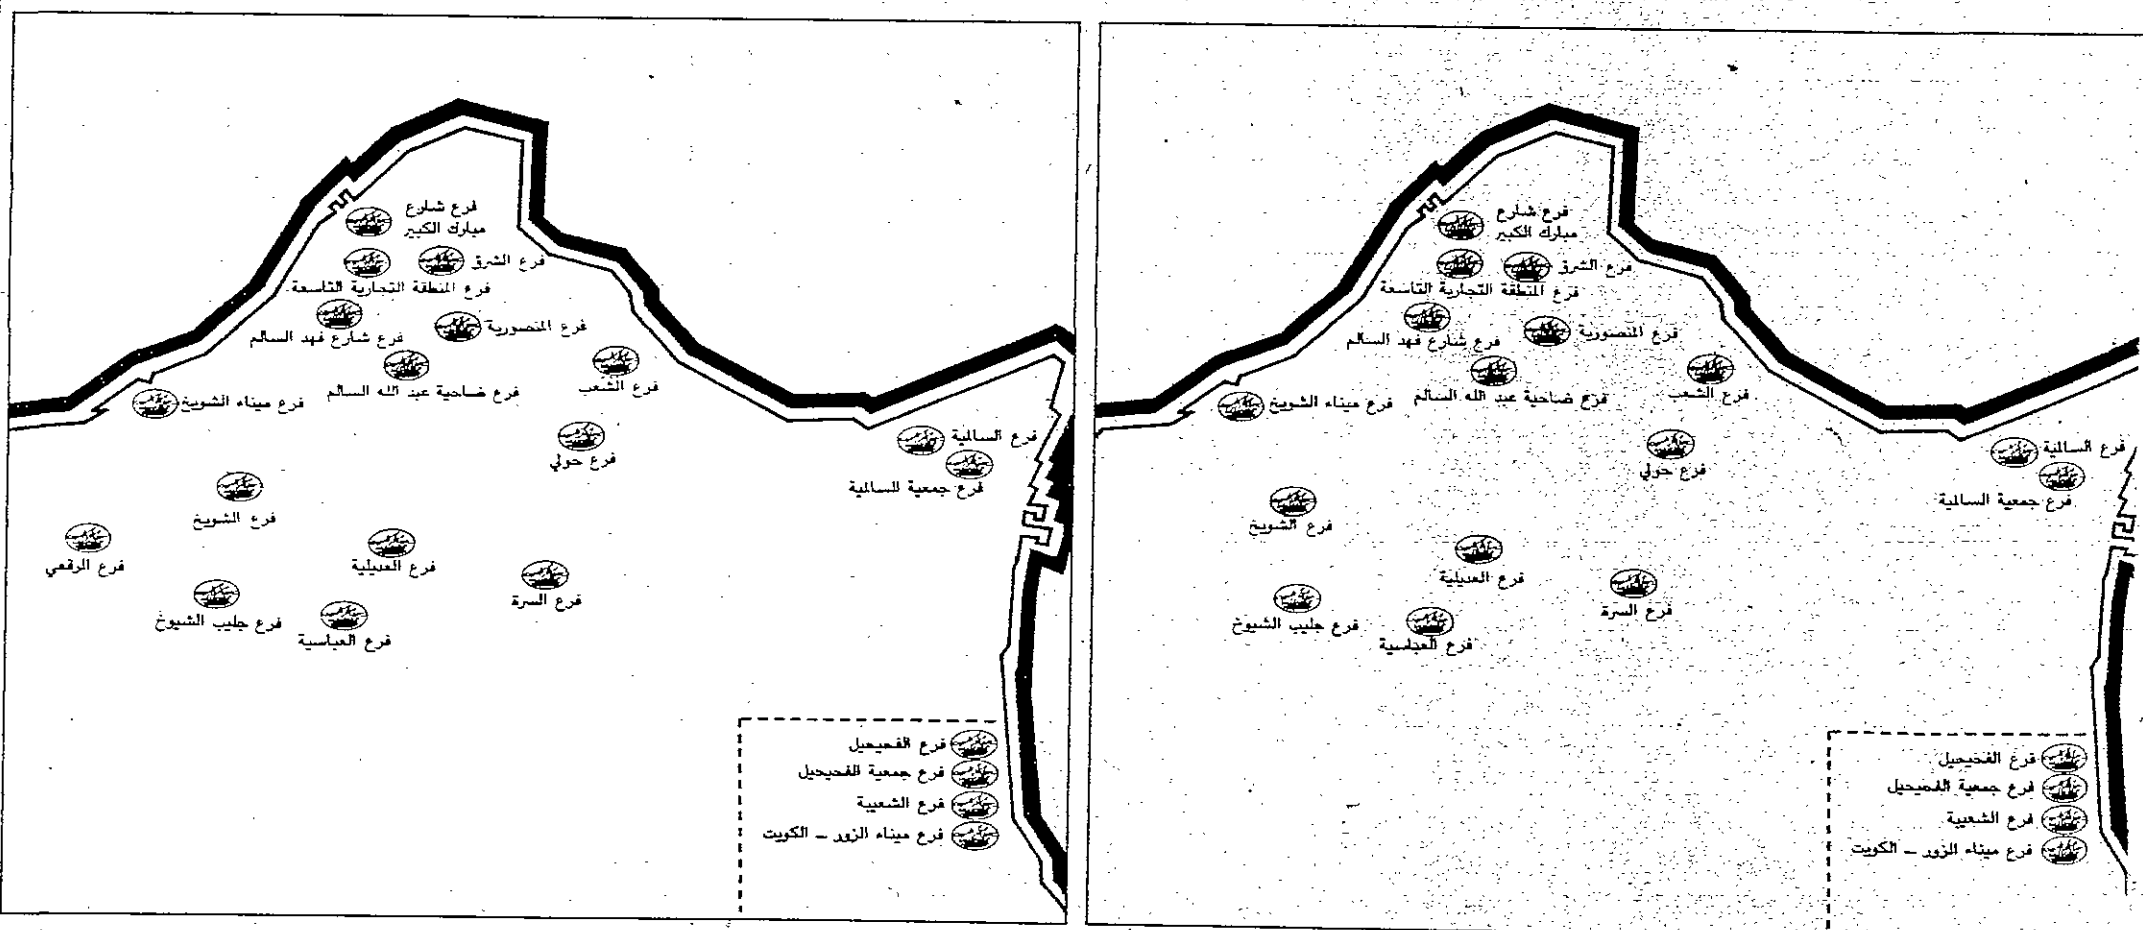 فرع شارع
مبارك الكبير
فرع الشرق
فرع المنطقة التجارية التاسعة
فرع شارع فهد السالم
فرع المنصورية
فرع ضاحية عبد الله السالم
فرع الشعب
فرع ميناء الشويخ
فرع حولي
فرع السالمية
فرع جمعية السالمية
فرع الشويخ
فرع الرقعي
فرع العديلية
فرع السرة
فرع جليب الشيوخ
فرع العباسية
فرع الفحيحيل
فرع جمعية الفحيحيل
فرع الشعيبة
فرع ميناء الزور – الكويت
فرع شارع
مبارك الكبير
فرع الشرق
فرع المنطقة التجارية التاسعة
فرع شارع فهد السالم
فرع المنصورية
فرع ضاحية عبد الله السالم
فرع الشعب
فرع ميناء الشويخ
فرع حولي
فرع السالمية
فرع جمعية السالمية
فرع الشويخ
فرع العديلية
فرع السرة
فرع جليب الشيوخ
فرع العباسية
فرع الفحيحيل
فرع جمعية الفحيحيل
فرع الشعيبة
فرع ميناء الزور – الكويت